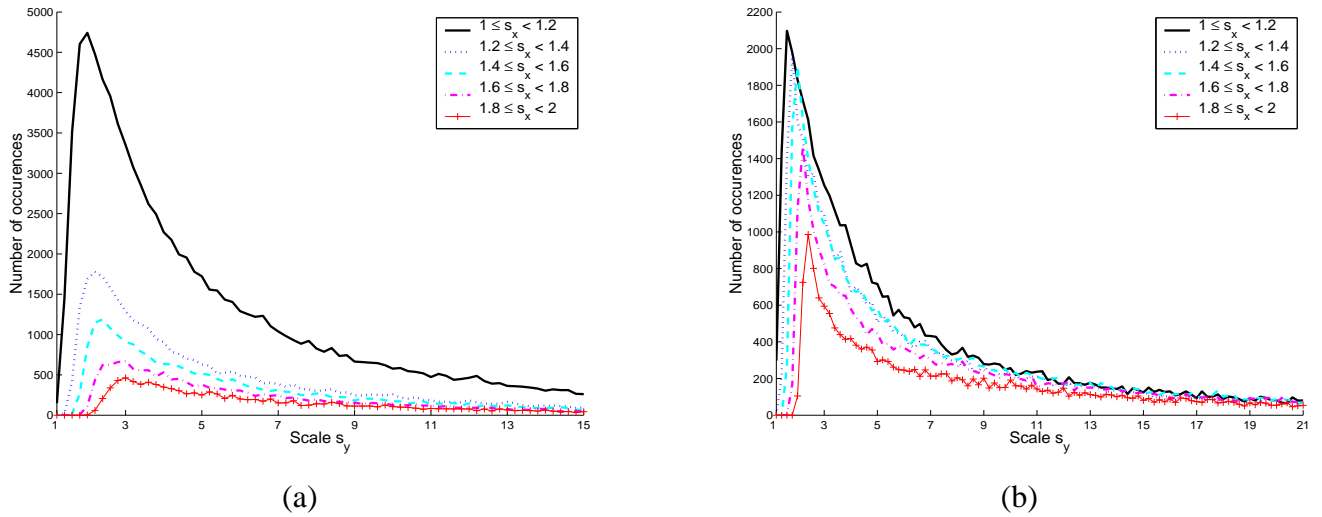 1 ≤ s_x < 1.2
1.2 ≤ s_x < 1.4
1.4 ≤ s_x < 1.6
1.6 ≤ s_x < 1.8
1.8 ≤ s_x < 2
5000
4500
4000
3500
3000
2500
2000
1500
1000
500
0
Number of occurences
1 3 5 7 9 11 13 15
Scale s_y
(a)
1 ≤ s_x < 1.2
1.2 ≤ s_x < 1.4
1.4 ≤ s_x < 1.6
1.6 ≤ s_x < 1.8
1.8 ≤ s_x < 2
2200
2000
1800
1600
1400
1200
1000
800
600
400
200
0
Number of occurences
1 3 5 7 9 11 13 15 17 19 21
Scale s_y
(b)